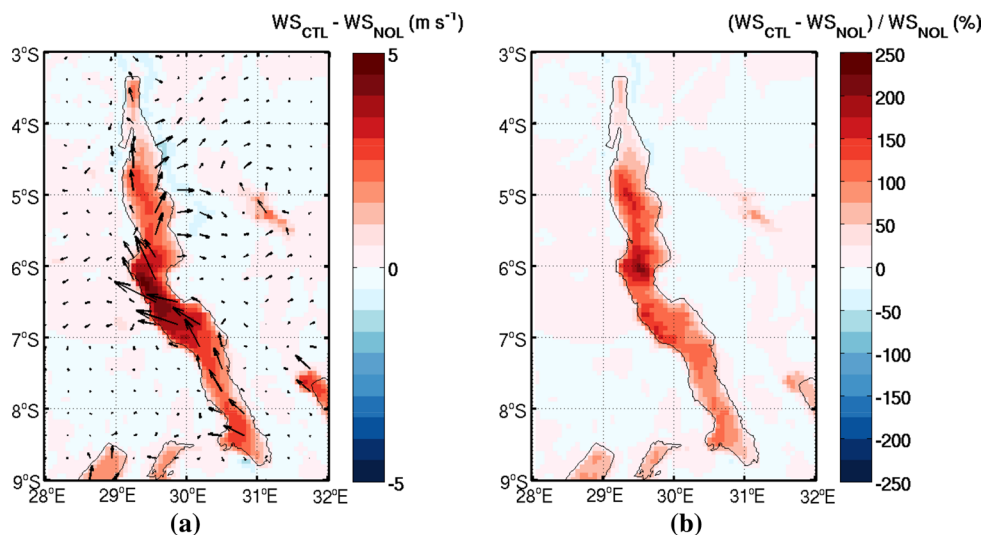 WS_CTL - WS_NOL (m s⁻¹)
3°S
4°S
5°S
6°S
7°S
8°S
9°S
28°E
29°E
30°E
31°E
32°E
5
0
-5
(a)
(WS_CTL - WS_NOL) / WS_NOL (%)
3°S
4°S
5°S
6°S
7°S
8°S
9°S
28°E
29°E
30°E
31°E
32°E
250
200
150
100
50
0
-50
-100
-150
-200
-250
(b)